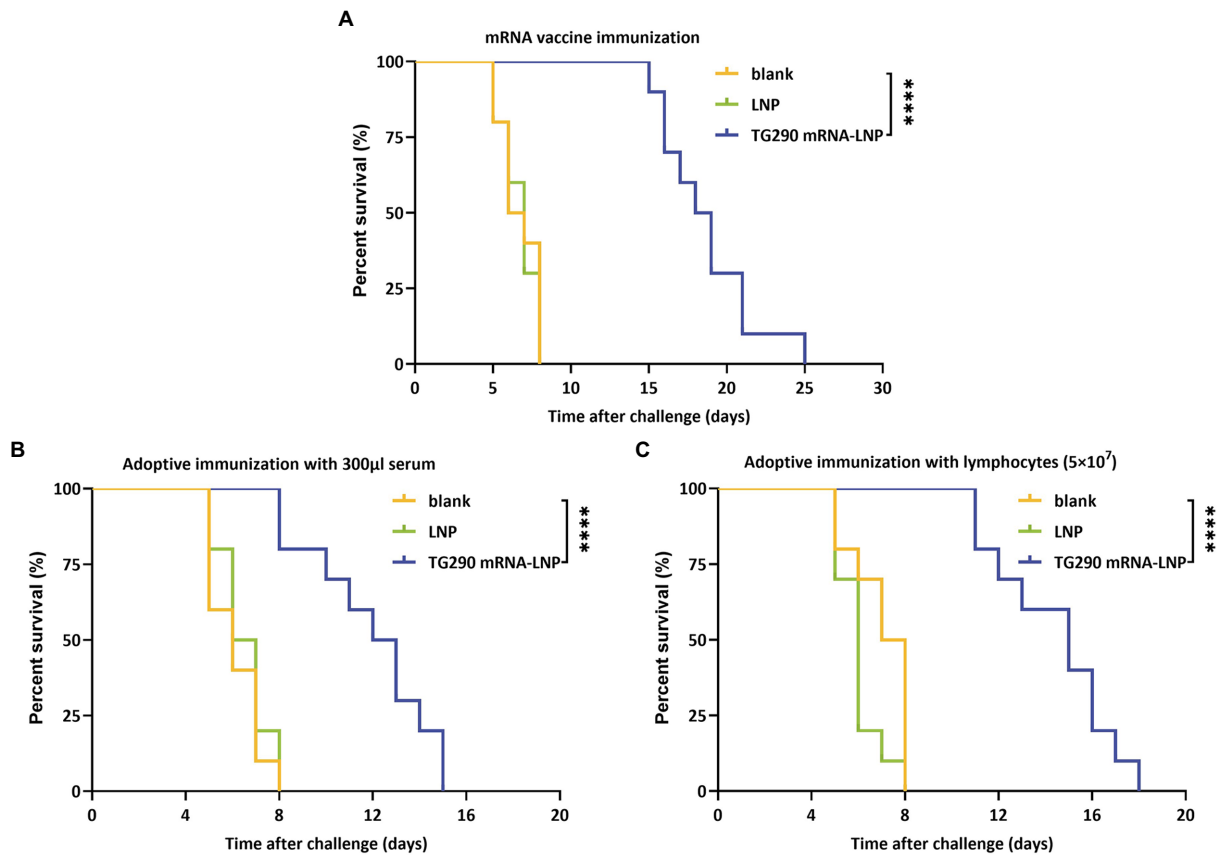 A
mRNA vaccine immunization
Percent survival (%)
100
75
50
25
0
0 5 10 15 20 25 30
Time after challenge (days)
blank
LNP
TG290 mRNA-LNP
****
B
Adoptive immunization with 300µl serum
Percent survival (%)
100
75
50
25
0
0 4 8 12 16 20
Time after challenge (days)
blank
LNP
TG290 mRNA-LNP
****
C
Adoptive immunization with lymphocytes (5×10⁷)
Percent survival (%)
100
75
50
25
0
0 4 8 12 16 20
Time after challenge (days)
blank
LNP
TG290 mRNA-LNP
****